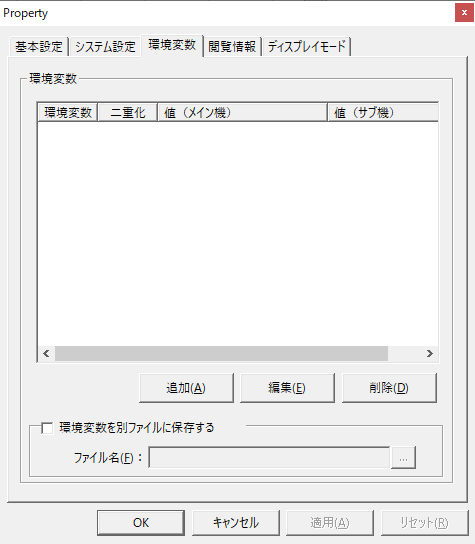 Property
基本設定 システム設定 環境変数 閲覧情報 ディスプレイモード
環境変数
環境変数 二重化 値（メイン機） 値（サブ機）
追加(A) 編集(E) 削除(D)
環境変数を別ファイルに保存する
ファイル名(F)： ...
OK キャンセル 適用(A) リセット(R)